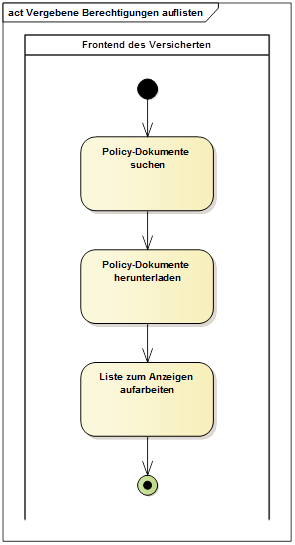 act Vergebene Berechtigungen auflisten
Frontend des Versicherten
Policy-Dokumente
suchen
Policy-Dokumente
herunterladen
Liste zum Anzeigen
aufarbeiten